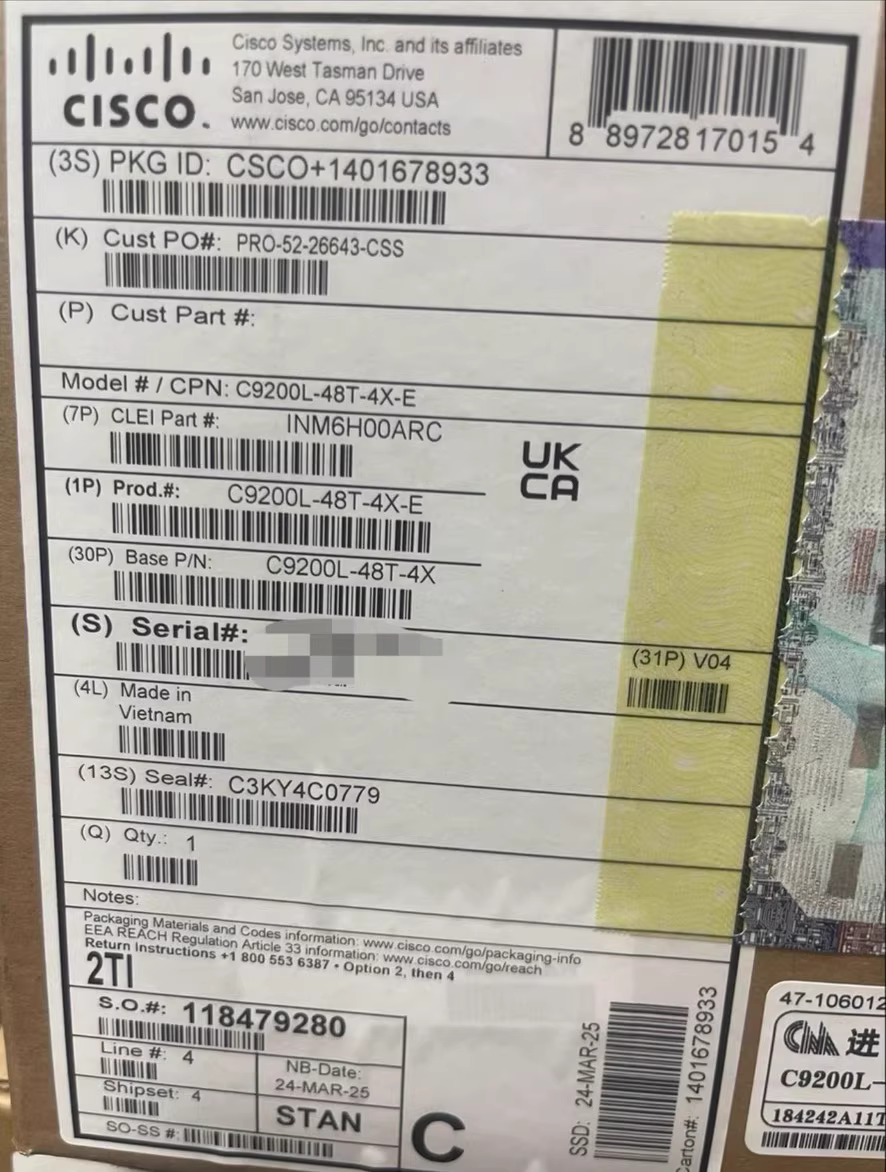 CISCO.
Cisco Systems, Inc. and its affiliates
170 West Tasman Drive
San Jose, CA 95134 USA
www.cisco.com/go/contacts
8 89728 17015 4
(3S) PKG ID: CSCO+1401678933
(K) Cust PO#: PRO-52-26643-CSS
(P) Cust Part #:
Model # / CPN: C9200L-48T-4X-E
(7P) CLEI Part #: INM6H00ARC
UK
CA
(1P) Prod.#: C9200L-48T-4X-E
(30P) Base P/N: C9200L-48T-4X
(S) Serial#:
(31P) V04
(4L) Made in
Vietnam
(13S) Seal#: C3KY4C0779
(Q) Qty.: 1
Notes:
Packaging Materials and Codes information: www.cisco.com/go/packaging-info
EEA REACH Regulation Article 33 information: www.cisco.com/go/reach
Return Instructions +1 800 553 6387 • Option 2, then 4
2TI
S.O.#: 118479280
Line #: 4
NB-Date:
24-MAR-25
Shipset: 4
STAN
SO-SS #:
C
SSD: 24-MAR-25
Carton#: 1401678933
47-106012
CNA 进
C9200L-
184242A11T